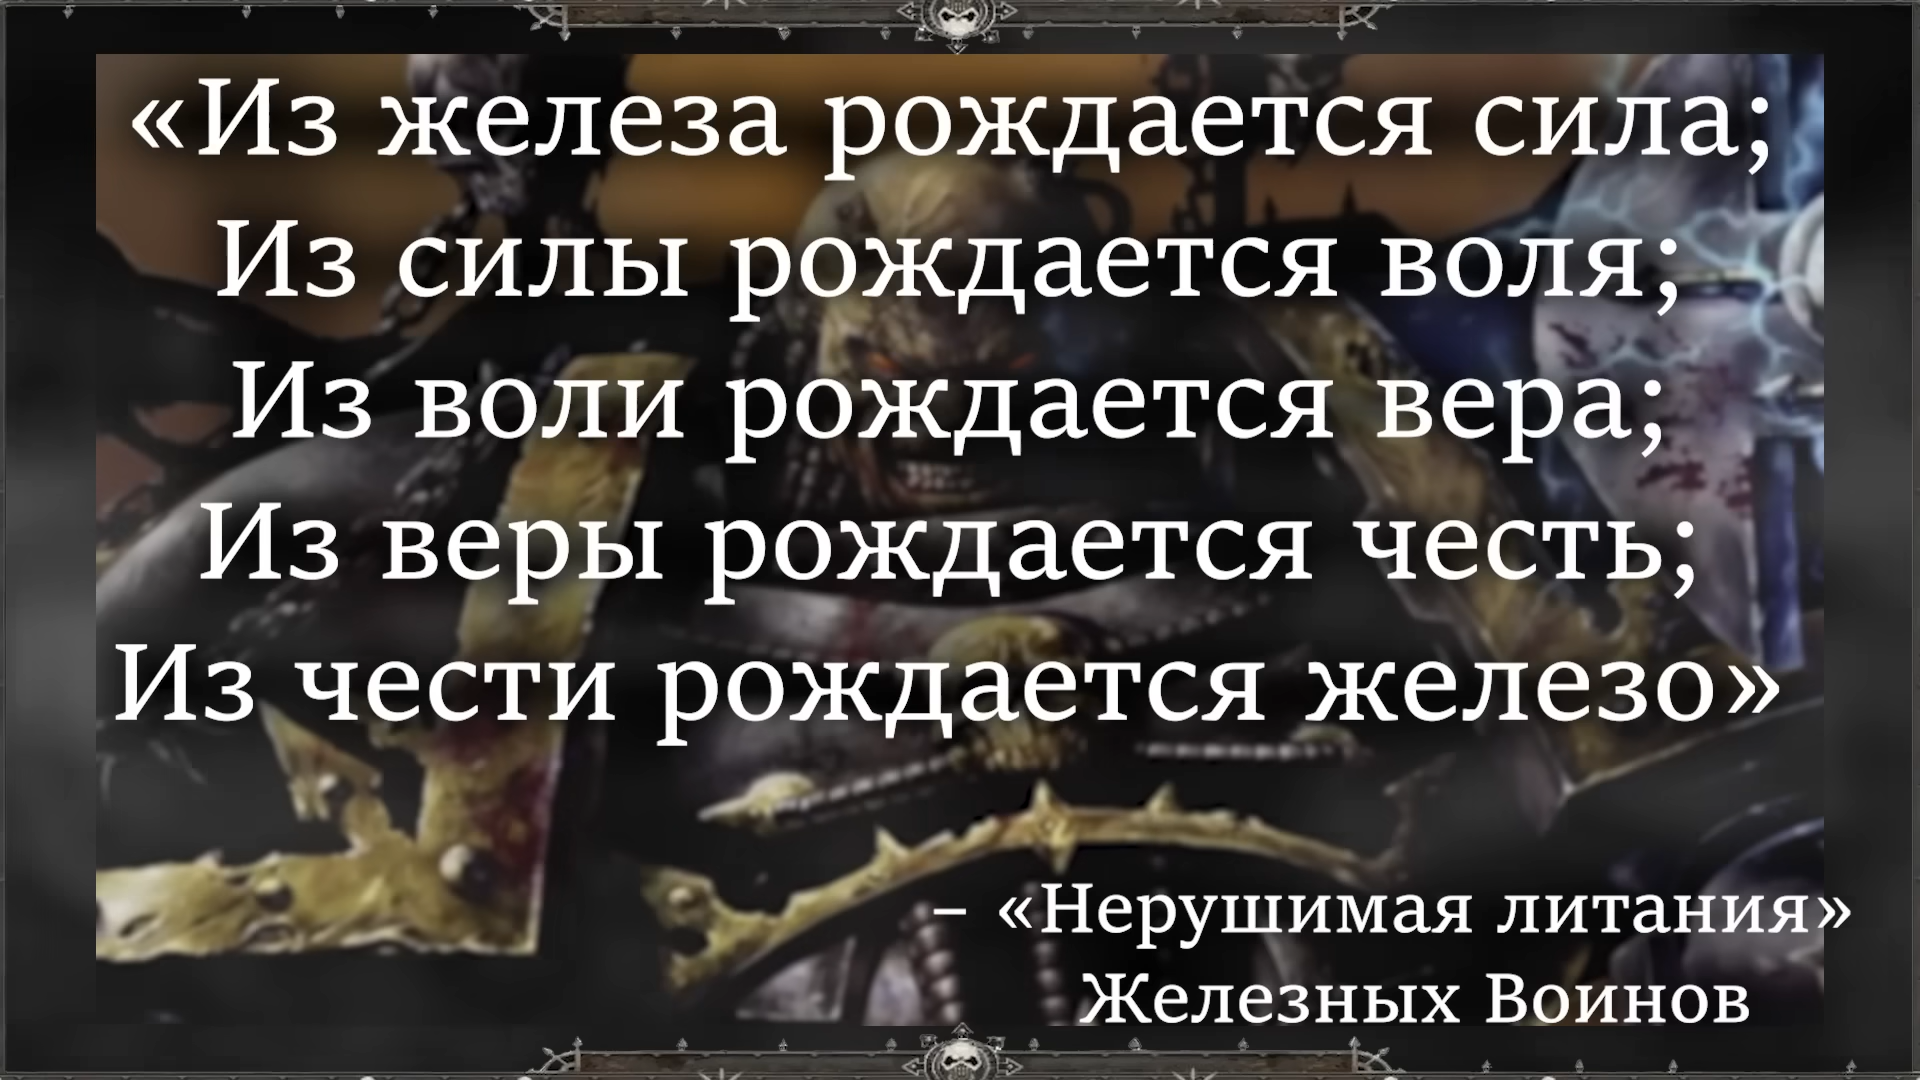 «Из железа рождается сила;
Из силы рождается воля;
Из воли рождается вера;
Из веры рождается честь;
Из чести рождается железо»
– «Нерушимая литания»
Железных Воинов